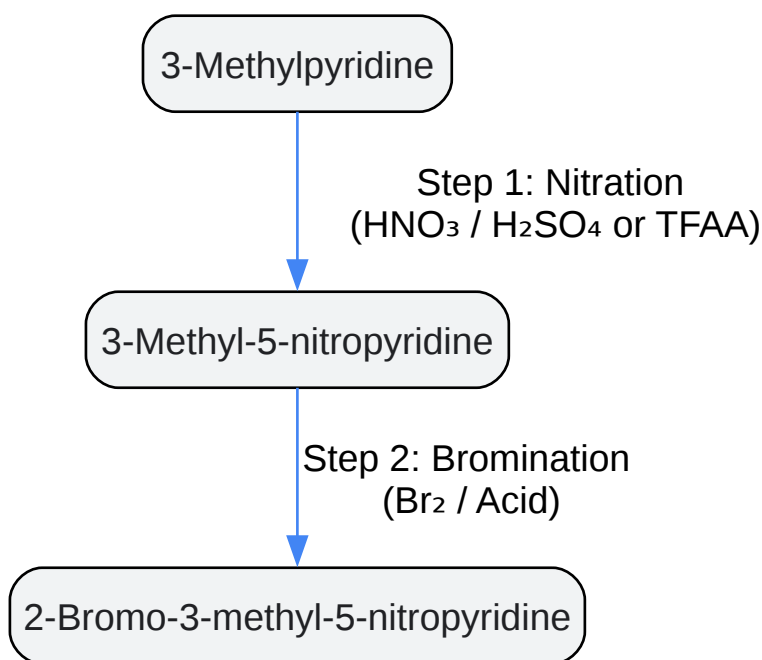 3-Methylpyridine
Step 1: Nitration
(HNO₃ / H₂SO₄ or TFAA)
3-Methyl-5-nitropyridine
Step 2: Bromination
(Br₂ / Acid)
2-Bromo-3-methyl-5-nitropyridine